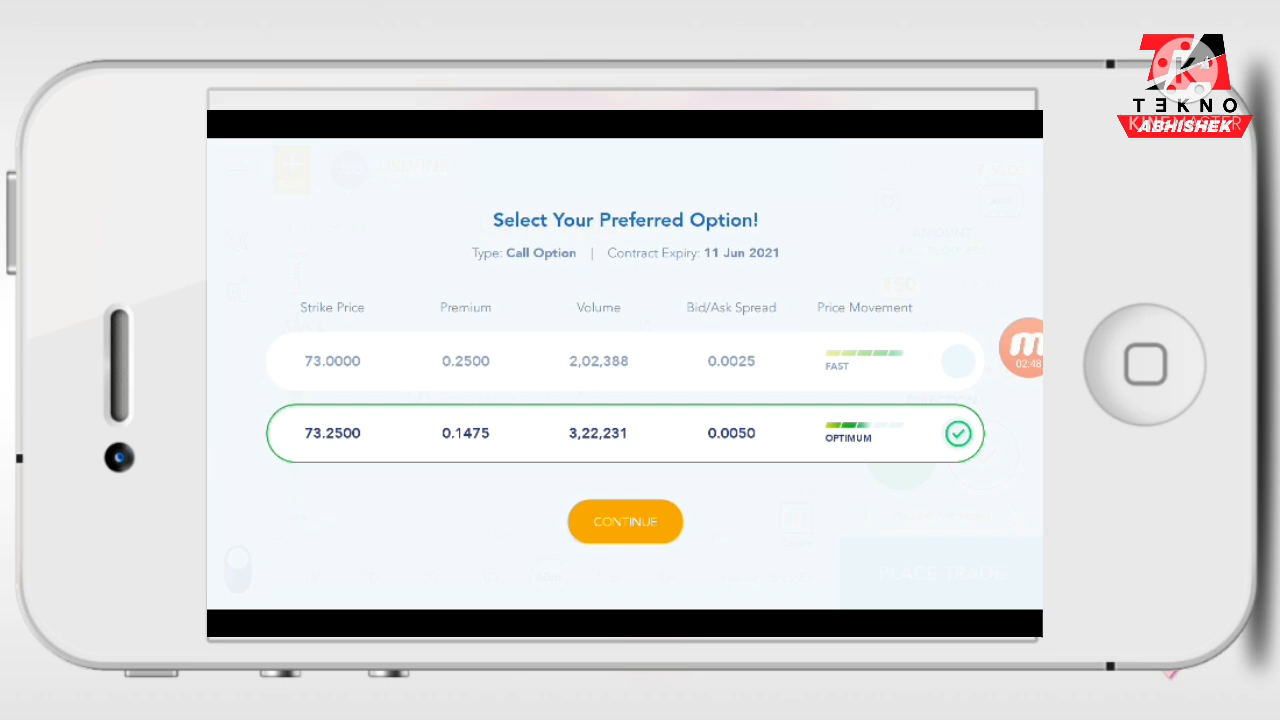 TEKNO
ABHISHEK
Select Your Preferred Option!
Type: Call Option | Contract Expiry: 11 Jun 2021
Strike Price Premium Volume Bid/Ask Spread Price Movement
73.0000 0.2500 2,02,388 0.0025 FAST
02:48
73.2500 0.1475 3,22,231 0.0050 OPTIMUM
CONTINUE
PLACE TRADE